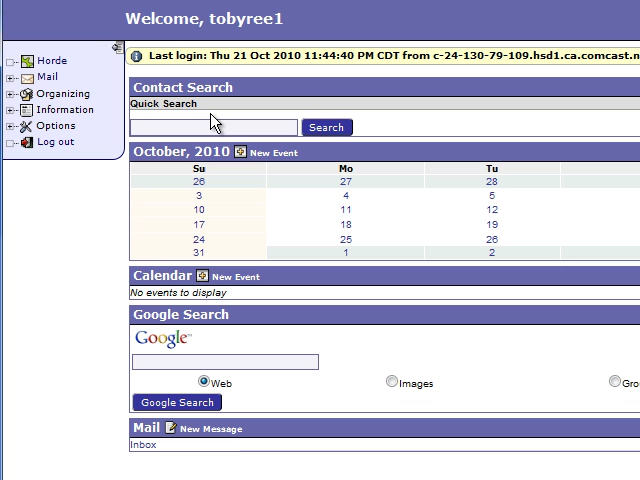 Welcome, tobyree1
Horde
Mail
Organizing
Information
Options
Log out
Last login: Thu 21 Oct 2010 11:44:40 PM CDT from c-24-130-79-109.hsd1.ca.comcast.n
Contact Search
Quick Search
Search
October, 2010 New Event
Su Mo Tu
26 27 28
3 4 5
10 11 12
17 18 19
24 25 26
31 1 2
Calendar New Event
No events to display
Google Search
Google™
Web Images Grou
Google Search
Mail New Message
Inbox